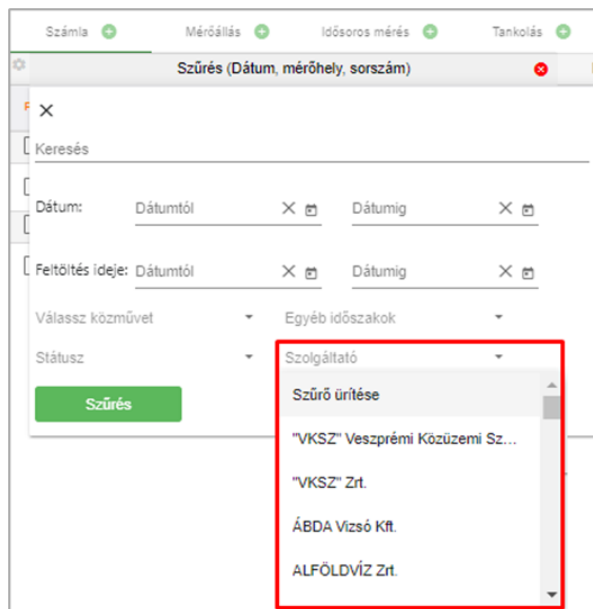 Számla Mérőállás Idősoros mérés Tankolás
Szűrés (Dátum, mérőhely, sorszám)
Keresés
Dátum: Dátumtól Dátumig
Feltöltés ideje: Dátumtól Dátumig
Válassz közművet Egyéb időszakok
Státusz Szolgáltató
Szűrés
Szűrő ürítése
"VKSZ" Veszprémi Közüzemi Sz...
"VKSZ" Zrt.
ÁBDA Vizsó Kft.
ALFÖLDVÍZ Zrt.